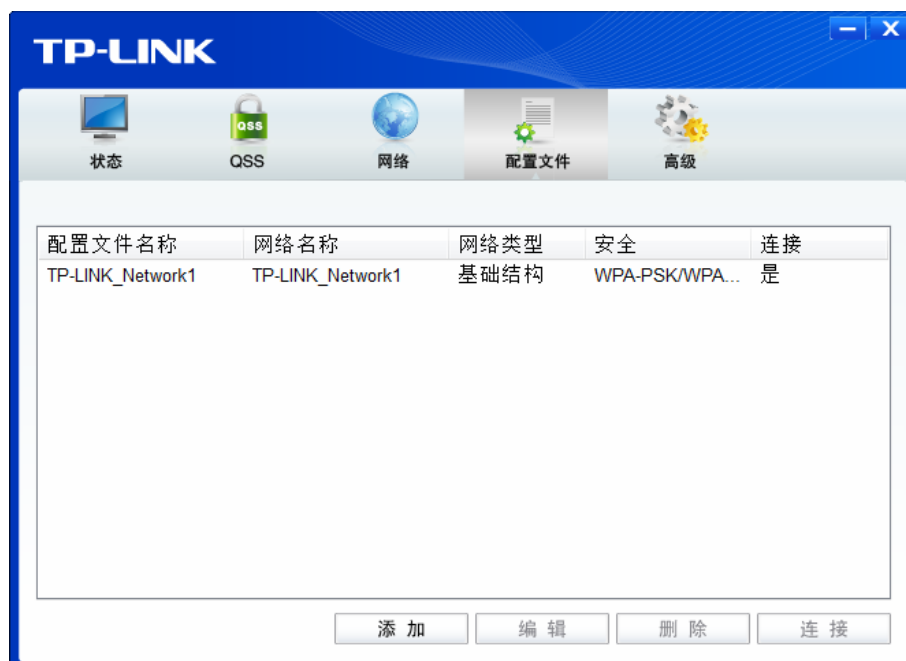 TP-LINK
QSS
状态 QSS 网络 配置文件 高级
配置文件名称 网络名称 网络类型 安全 连接
TP-LINK_Network1 TP-LINK_Network1 基础结构 WPA-PSK/WPA... 是
添加 编辑 删除 连接